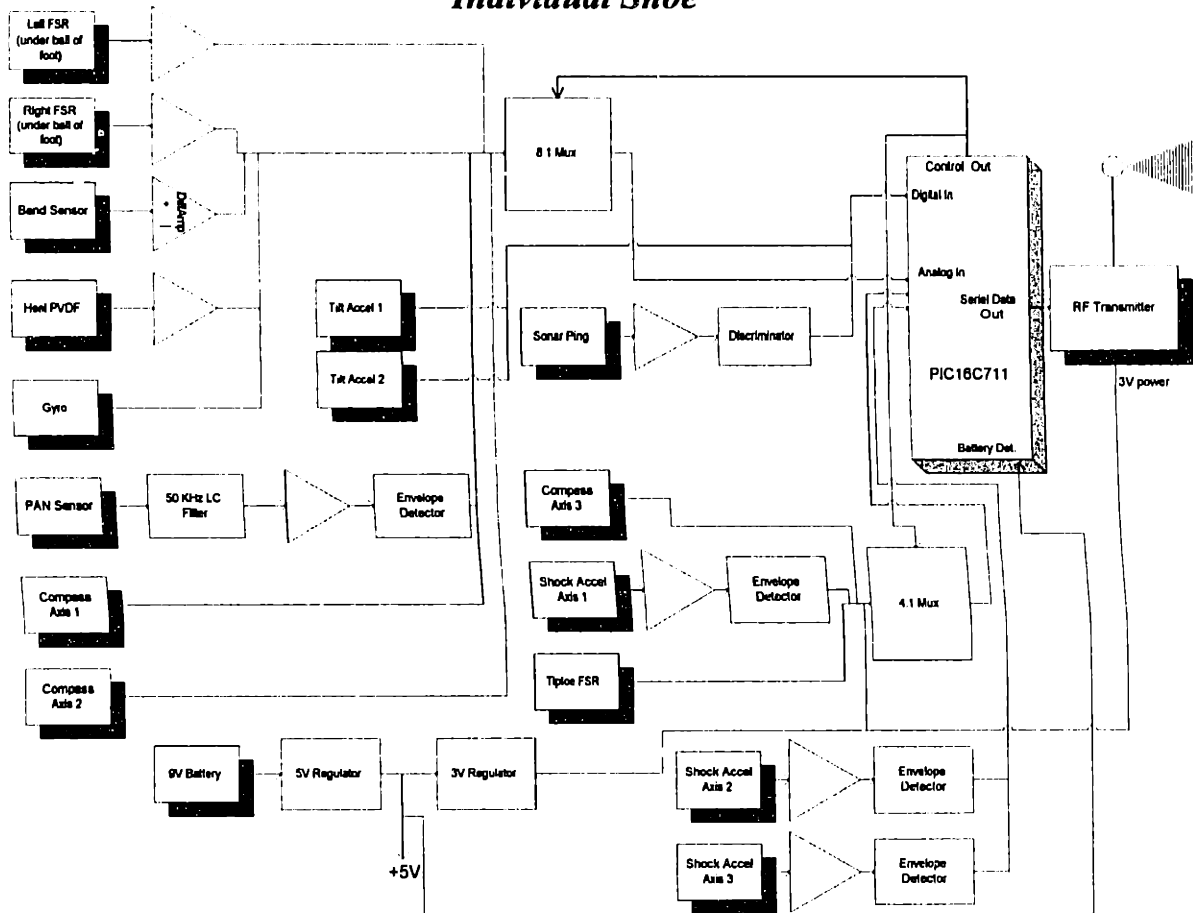 Individual Shoe
Left FSR
(under ball of
foot)
Right FSR
(under ball of
foot)
Bend Sensor
Diff Amp
+
Heel PVDF
Gyro
PAN Sensor
50 KHz LC
Filter
Envelope
Detector
Compass
Axis 1
Compass
Axis 2
Tilt Accel 1
Tilt Accel 2
8:1 Mux
Sonar Ping
Discriminator
Control Out
Digital In
Analog In
Serial Data
Out
PIC16C711
Battery Det.
RF Transmitter
3V power
Compass
Axis 3
Shock Accel
Axis 1
Envelope
Detector
4:1 Mux
Tiptoe FSR
9V Battery
5V Regulator
3V Regulator
+5V
Shock Accel
Axis 2
Envelope
Detector
Shock Accel
Axis 3
Envelope
Detector